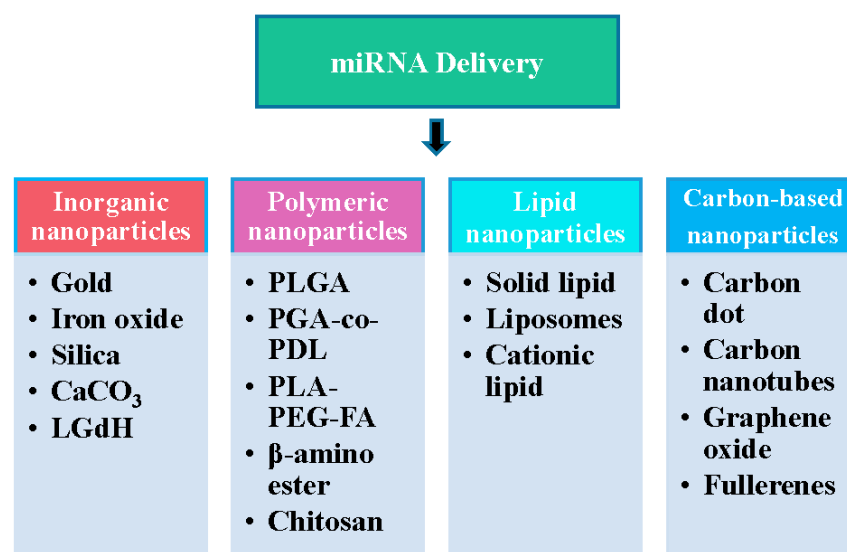 miRNA Delivery
Inorganic
nanoparticles
• Gold
• Iron oxide
• Silica
• CaCO₃
• LGdH
Polymeric
nanoparticles
• PLGA
• PGA-co-
PDL
• PLA-
PEG-FA
• β-amino
ester
• Chitosan
Lipid
nanoparticles
• Solid lipid
• Liposomes
• Cationic
lipid
Carbon-based
nanoparticles
• Carbon
dot
• Carbon
nanotubes
• Graphene
oxide
• Fullerenes